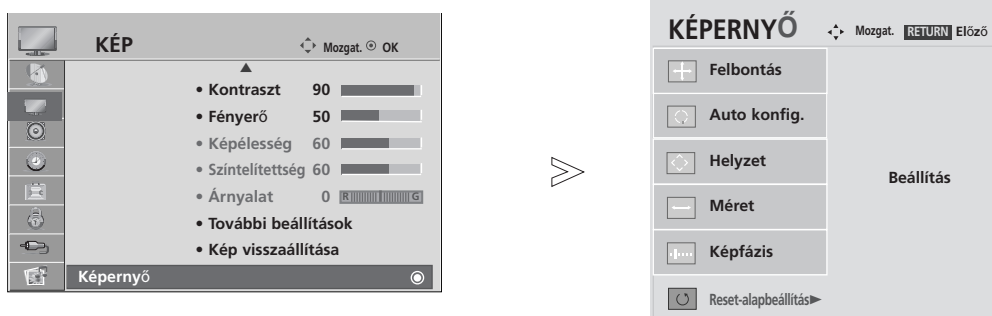 KÉP
Mozgat. OK
▲
• Kontraszt 90
• Fényerő 50
• Képélesség 60
• Színtelítettség 60
• Árnyalat 0 R G
• További beállítások
• Kép visszaállítása
Képernyő
KÉPERNYŐ Mozgat. RETURN Előző
Felbontás
Auto konfig.
Helyzet
Méret
Képfázis
Reset-alapbeállítás►
Beállítás